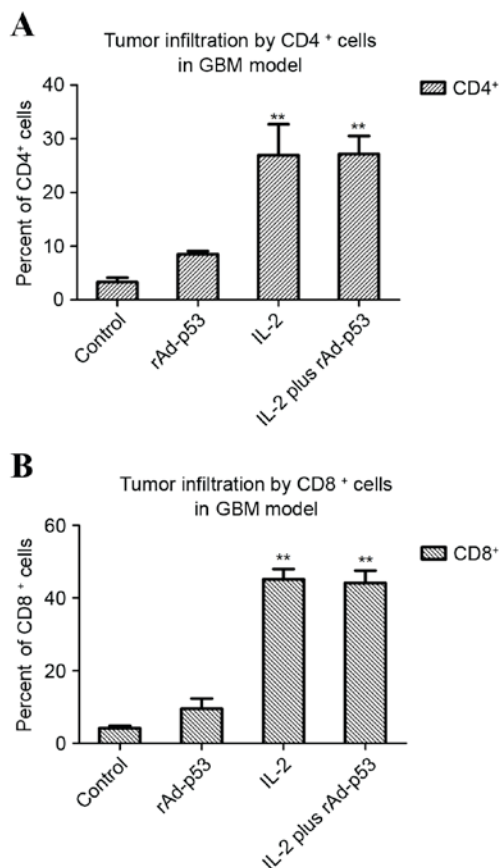 A
Tumor infiltration by CD4 + cells
in GBM model
Percent of CD4+ cells
40
30
20
10
0
** **
CD4+
Control rAd-p53 IL-2 IL-2 plus rAd-p53
B
Tumor infiltration by CD8 + cells
in GBM model
Percent of CD8 + cells
60
40
20
0
** **
CD8+
Control rAd-p53 IL-2 IL-2 plus rAd-p53